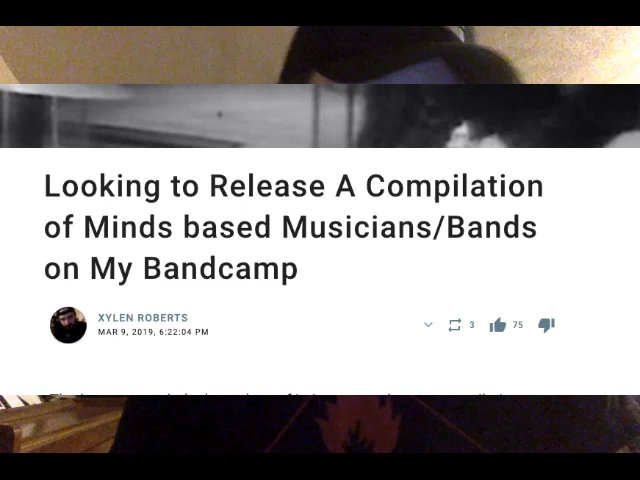 Looking to Release A Compilation
of Minds based Musicians/Bands
on My Bandcamp
XYLEN ROBERTS
MAR 9, 2019, 6:22:04 PM
3
75